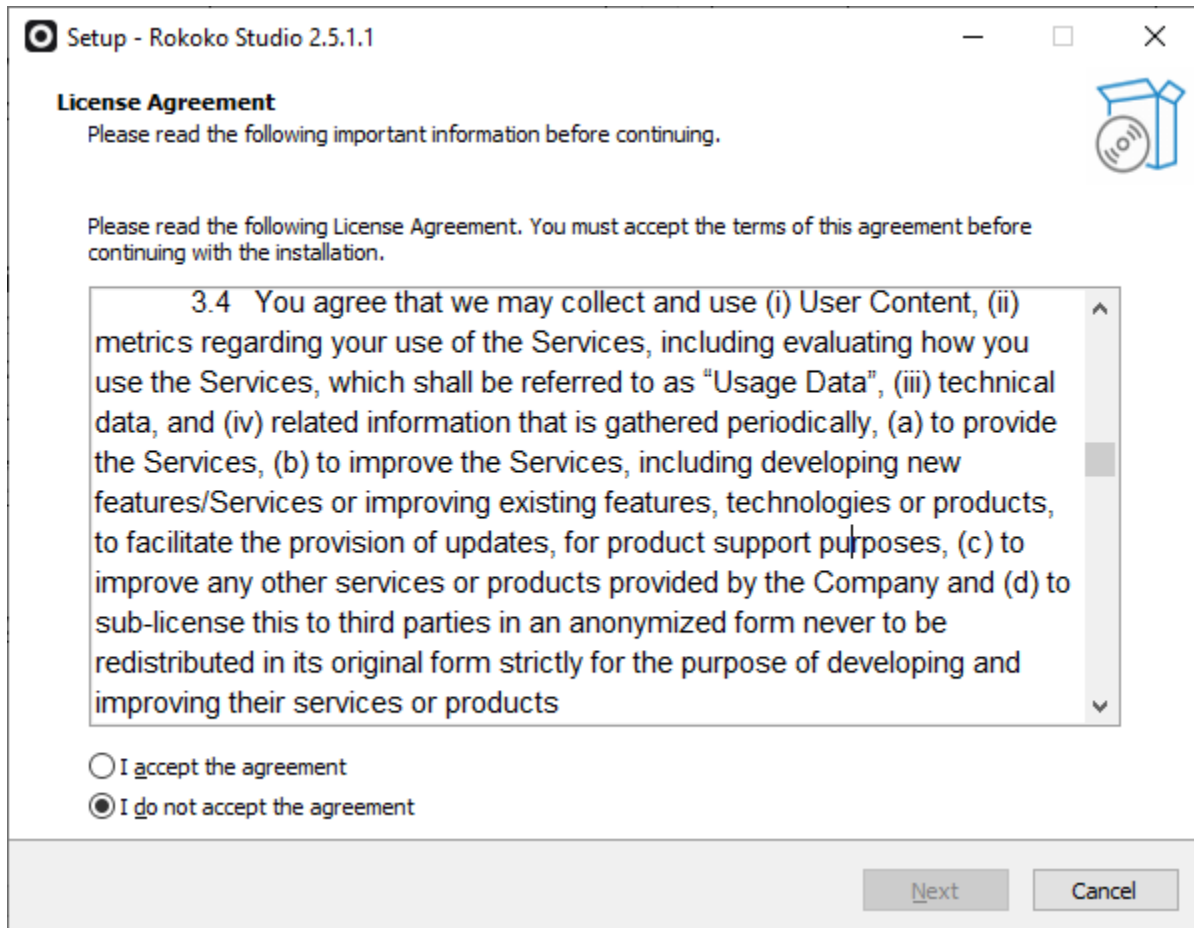 Setup - Rokoko Studio 2.5.1.1
License Agreement
Please read the following important information before continuing.
Please read the following License Agreement. You must accept the terms of this agreement before
continuing with the installation.
3.4 You agree that we may collect and use (i) User Content, (ii)
metrics regarding your use of the Services, including evaluating how you
use the Services, which shall be referred to as “Usage Data”, (iii) technical
data, and (iv) related information that is gathered periodically, (a) to provide
the Services, (b) to improve the Services, including developing new
features/Services or improving existing features, technologies or products,
to facilitate the provision of updates, for product support purposes, (c) to
improve any other services or products provided by the Company and (d) to
sub-license this to third parties in an anonymized form never to be
redistributed in its original form strictly for the purpose of developing and
improving their services or products
I accept the agreement
I do not accept the agreement
Next
Cancel